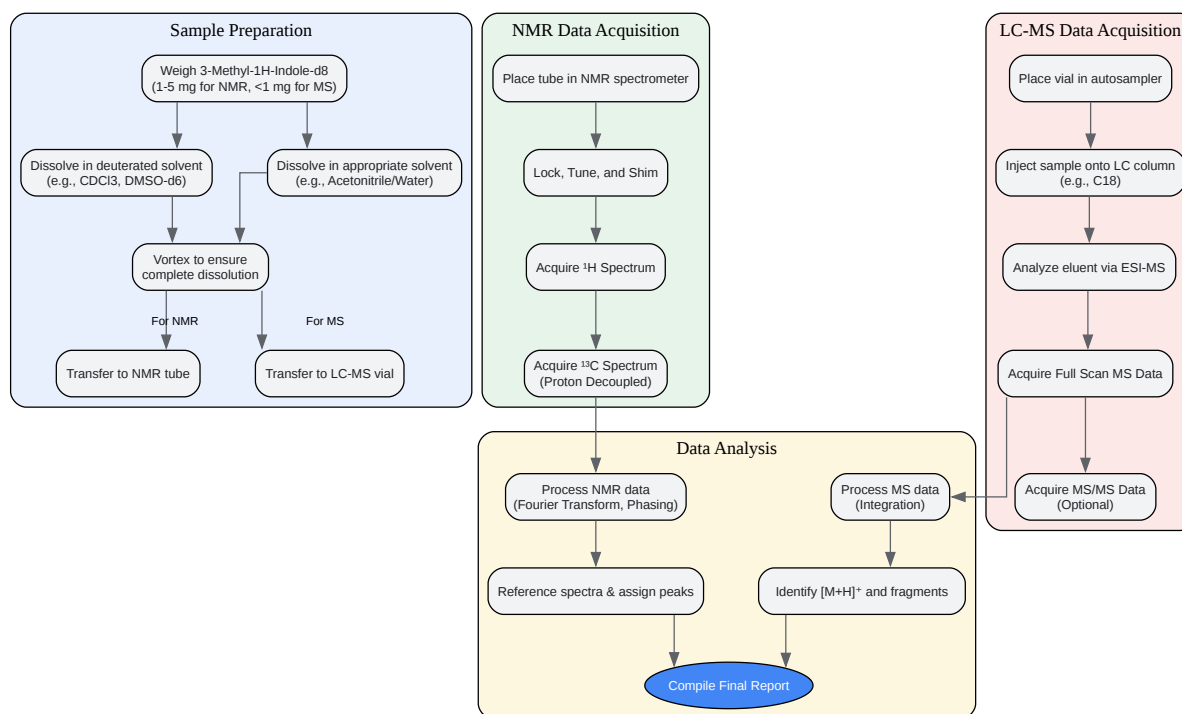 Sample Preparation
Weigh 3-Methyl-1H-Indole-d8
(1-5 mg for NMR, <1 mg for MS)
Dissolve in deuterated solvent
(e.g., CDCl3, DMSO-d6)
Dissolve in appropriate solvent
(e.g., Acetonitrile/Water)
Vortex to ensure
complete dissolution
For NMR
For MS
Transfer to NMR tube
Transfer to LC-MS vial
NMR Data Acquisition
Place tube in NMR spectrometer
Lock, Tune, and Shim
Acquire ¹H Spectrum
Acquire ¹³C Spectrum
(Proton Decoupled)
LC-MS Data Acquisition
Place vial in autosampler
Inject sample onto LC column
(e.g., C18)
Analyze eluent via ESI-MS
Acquire Full Scan MS Data
Acquire MS/MS Data
(Optional)
Data Analysis
Process NMR data
(Fourier Transform, Phasing)
Process MS data
(Integration)
Reference spectra & assign peaks
Identify [M+H]⁺ and fragments
Compile Final Report